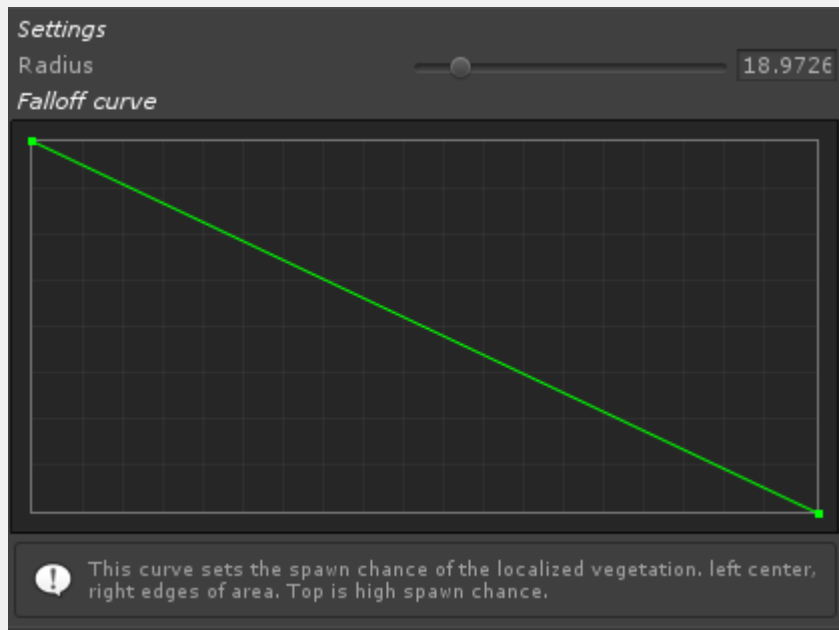 Settings
Radius 18.9726
Falloff curve
This curve sets the spawn chance of the localized vegetation. left center,
right edges of area. Top is high spawn chance.